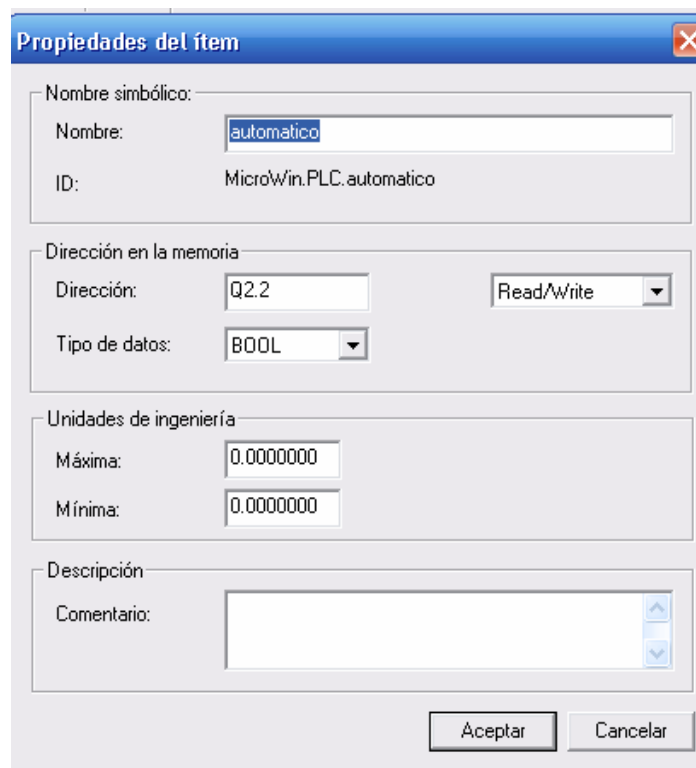 Propiedades del ítem
Nombre simbólico:
Nombre: automatico
ID: MicroWin.PLC.automatico
Dirección en la memoria
Dirección: Q2.2 Read/Write
Tipo de datos: BOOL
Unidades de ingeniería
Máxima: 0.0000000
Mínima: 0.0000000
Descripción
Comentario:
Aceptar Cancelar